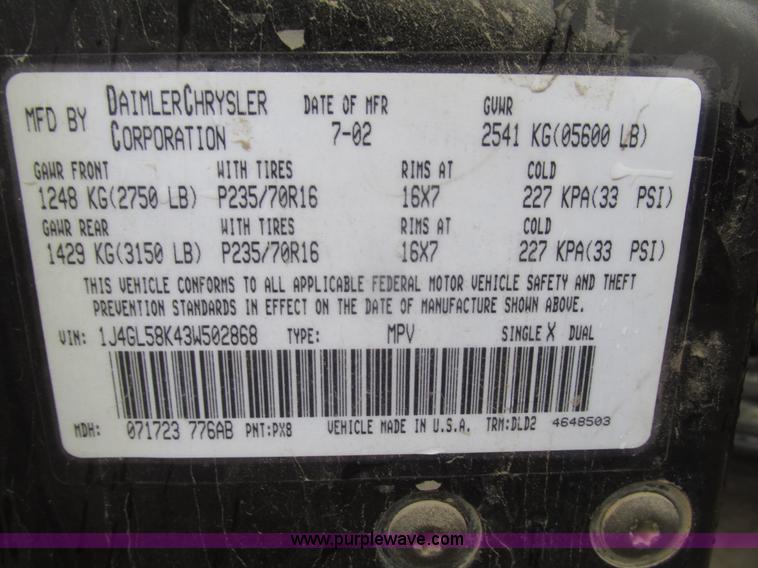 MFD BY DAIMLERCHRYSLER CORPORATION DATE OF MFR 7-02 GVWR 2541 KG(05600 LB)
GAWR FRONT WITH TIRES RIMS AT COLD
1248 KG(2750 LB) P235/70R16 16X7 227 KPA(33 PSI)
GAWR REAR WITH TIRES RIMS AT COLD
1429 KG(3150 LB) P235/70R16 16X7 227 KPA(33 PSI)
THIS VEHICLE CONFORMS TO ALL APPLICABLE FEDERAL MOTOR VEHICLE SAFETY AND THEFT
PREVENTION STANDARDS IN EFFECT ON THE DATE OF MANUFACTURE SHOWN ABOVE.
VIN: 1J4GL58K43W502868 TYPE: MPV SINGLE X DUAL
MDH: 071723 776AB PNT:PX8 VEHICLE MADE IN U.S.A. TRM:DLD2 4648503
www.purplewave.com